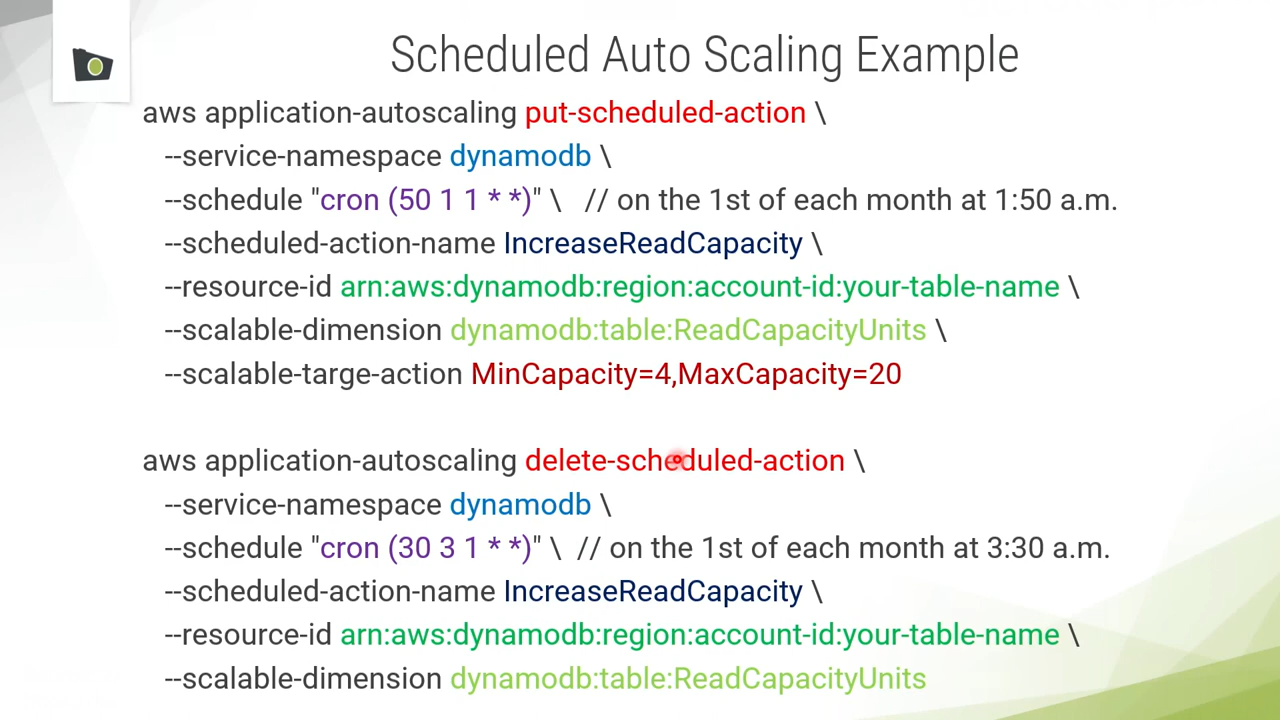 Scheduled Auto Scaling Example
aws application-autoscaling put-scheduled-action \
--service-namespace dynamodb \
--schedule "cron (50 1 1 * *)" \ // on the 1st of each month at 1:50 a.m.
--scheduled-action-name IncreaseReadCapacity \
--resource-id arn:aws:dynamodb:region:account-id:your-table-name \
--scalable-dimension dynamodb:table:ReadCapacityUnits \
--scalable-targe-action MinCapacity=4,MaxCapacity=20
aws application-autoscaling delete-scheduled-action \
--service-namespace dynamodb \
--schedule "cron (30 3 1 * *)" \ // on the 1st of each month at 3:30 a.m.
--scheduled-action-name IncreaseReadCapacity \
--resource-id arn:aws:dynamodb:region:account-id:your-table-name \
--scalable-dimension dynamodb:table:ReadCapacityUnits